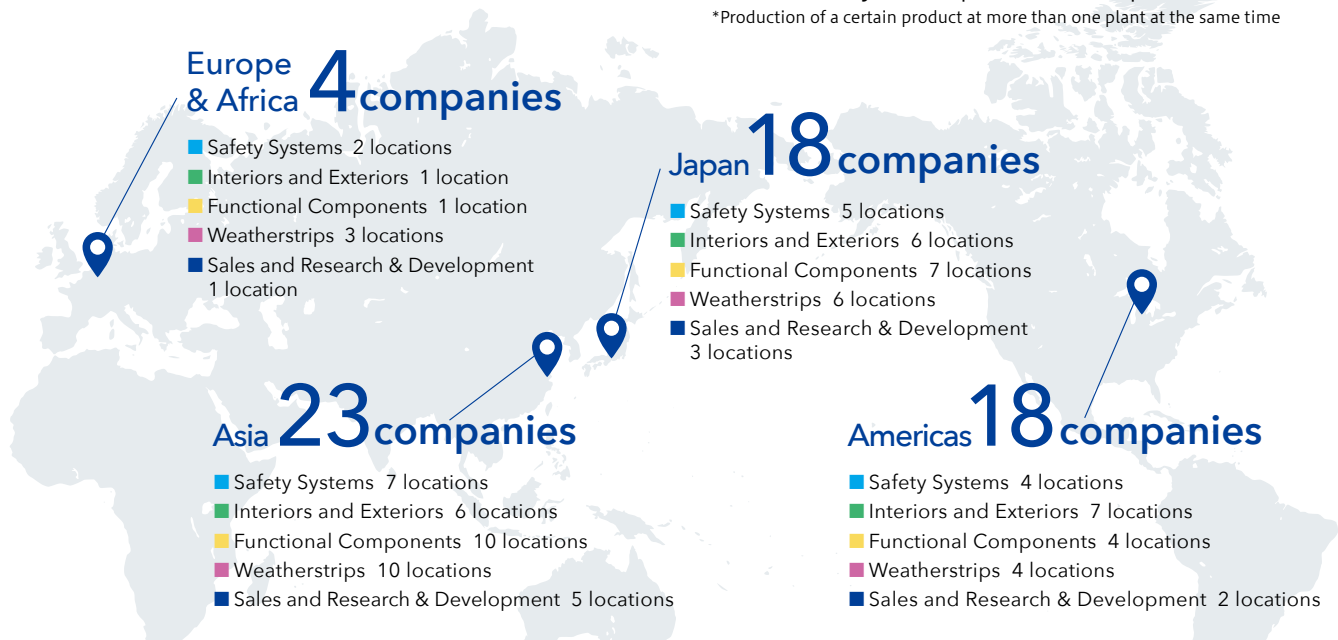 *Production of a certain product at more than one plant at the same time
Europe
& Africa 4 companies
Safety Systems 2 locations
Interiors and Exteriors 1 location
Functional Components 1 location
Weatherstrips 3 locations
Sales and Research & Development
1 location
Japan 18 companies
Safety Systems 5 locations
Interiors and Exteriors 6 locations
Functional Components 7 locations
Weatherstrips 6 locations
Sales and Research & Development
3 locations
Asia 23 companies
Safety Systems 7 locations
Interiors and Exteriors 6 locations
Functional Components 10 locations
Weatherstrips 10 locations
Sales and Research & Development 5 locations
Americas 18 companies
Safety Systems 4 locations
Interiors and Exteriors 7 locations
Functional Components 4 locations
Weatherstrips 4 locations
Sales and Research & Development 2 locations